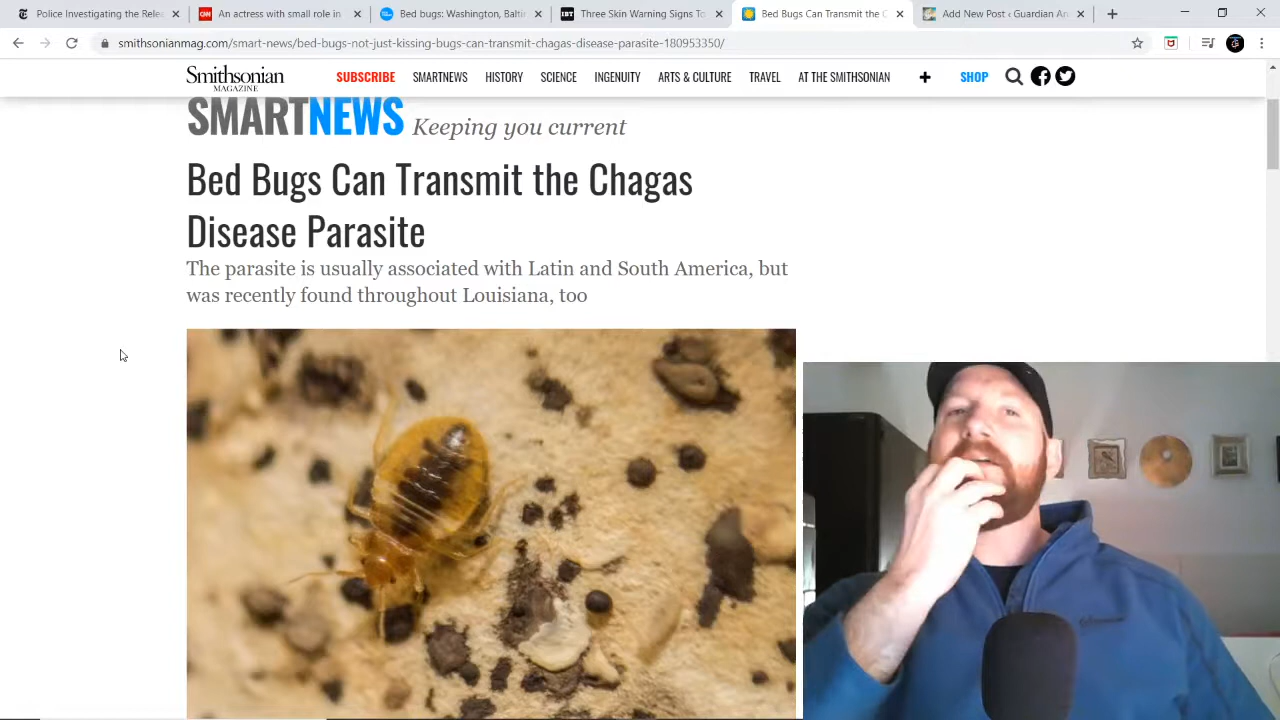 Police Investigating the Rele
An actress with small role in
Bed bugs: Washington, Balti
IBT
Three Skin Warning Signs To
Bed Bugs Can Transmit the C
Add New Post ‹ Guardian An
smithsonianmag.com/smart-news/bed-bugs-not-just-kissing-bugs-can-transmit-chagas-disease-parasite-180953350/
Smithsonian
MAGAZINE
SUBSCRIBE
SMARTNEWS
HISTORY
SCIENCE
INGENUITY
ARTS & CULTURE
TRAVEL
AT THE SMITHSONIAN
SHOP
SMARTNEWS Keeping you current
Bed Bugs Can Transmit the Chagas
Disease Parasite
The parasite is usually associated with Latin and South America, but
was recently found throughout Louisiana, too